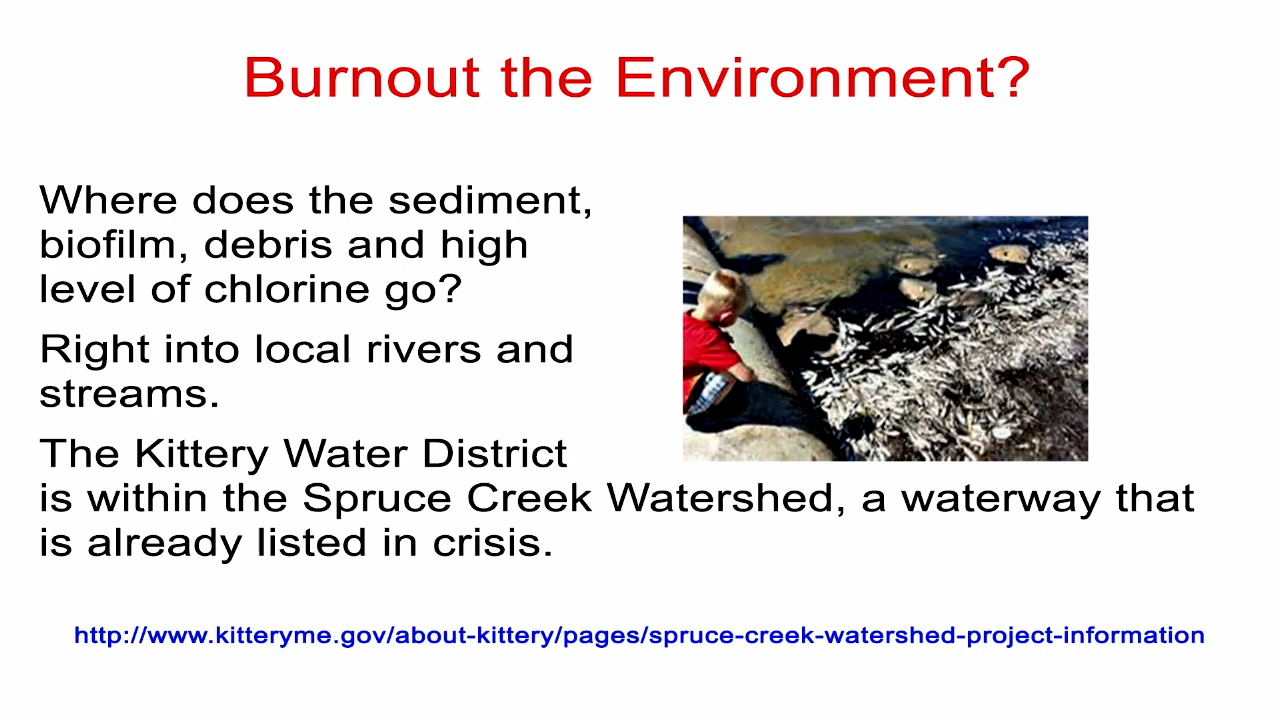 Burnout the Environment?
Where does the sediment,
biofilm, debris and high
level of chlorine go?
Right into local rivers and
streams.
The Kittery Water District
is within the Spruce Creek Watershed, a waterway that
is already listed in crisis.
http://www.kitteryme.gov/about-kittery/pages/spruce-creek-watershed-project-information